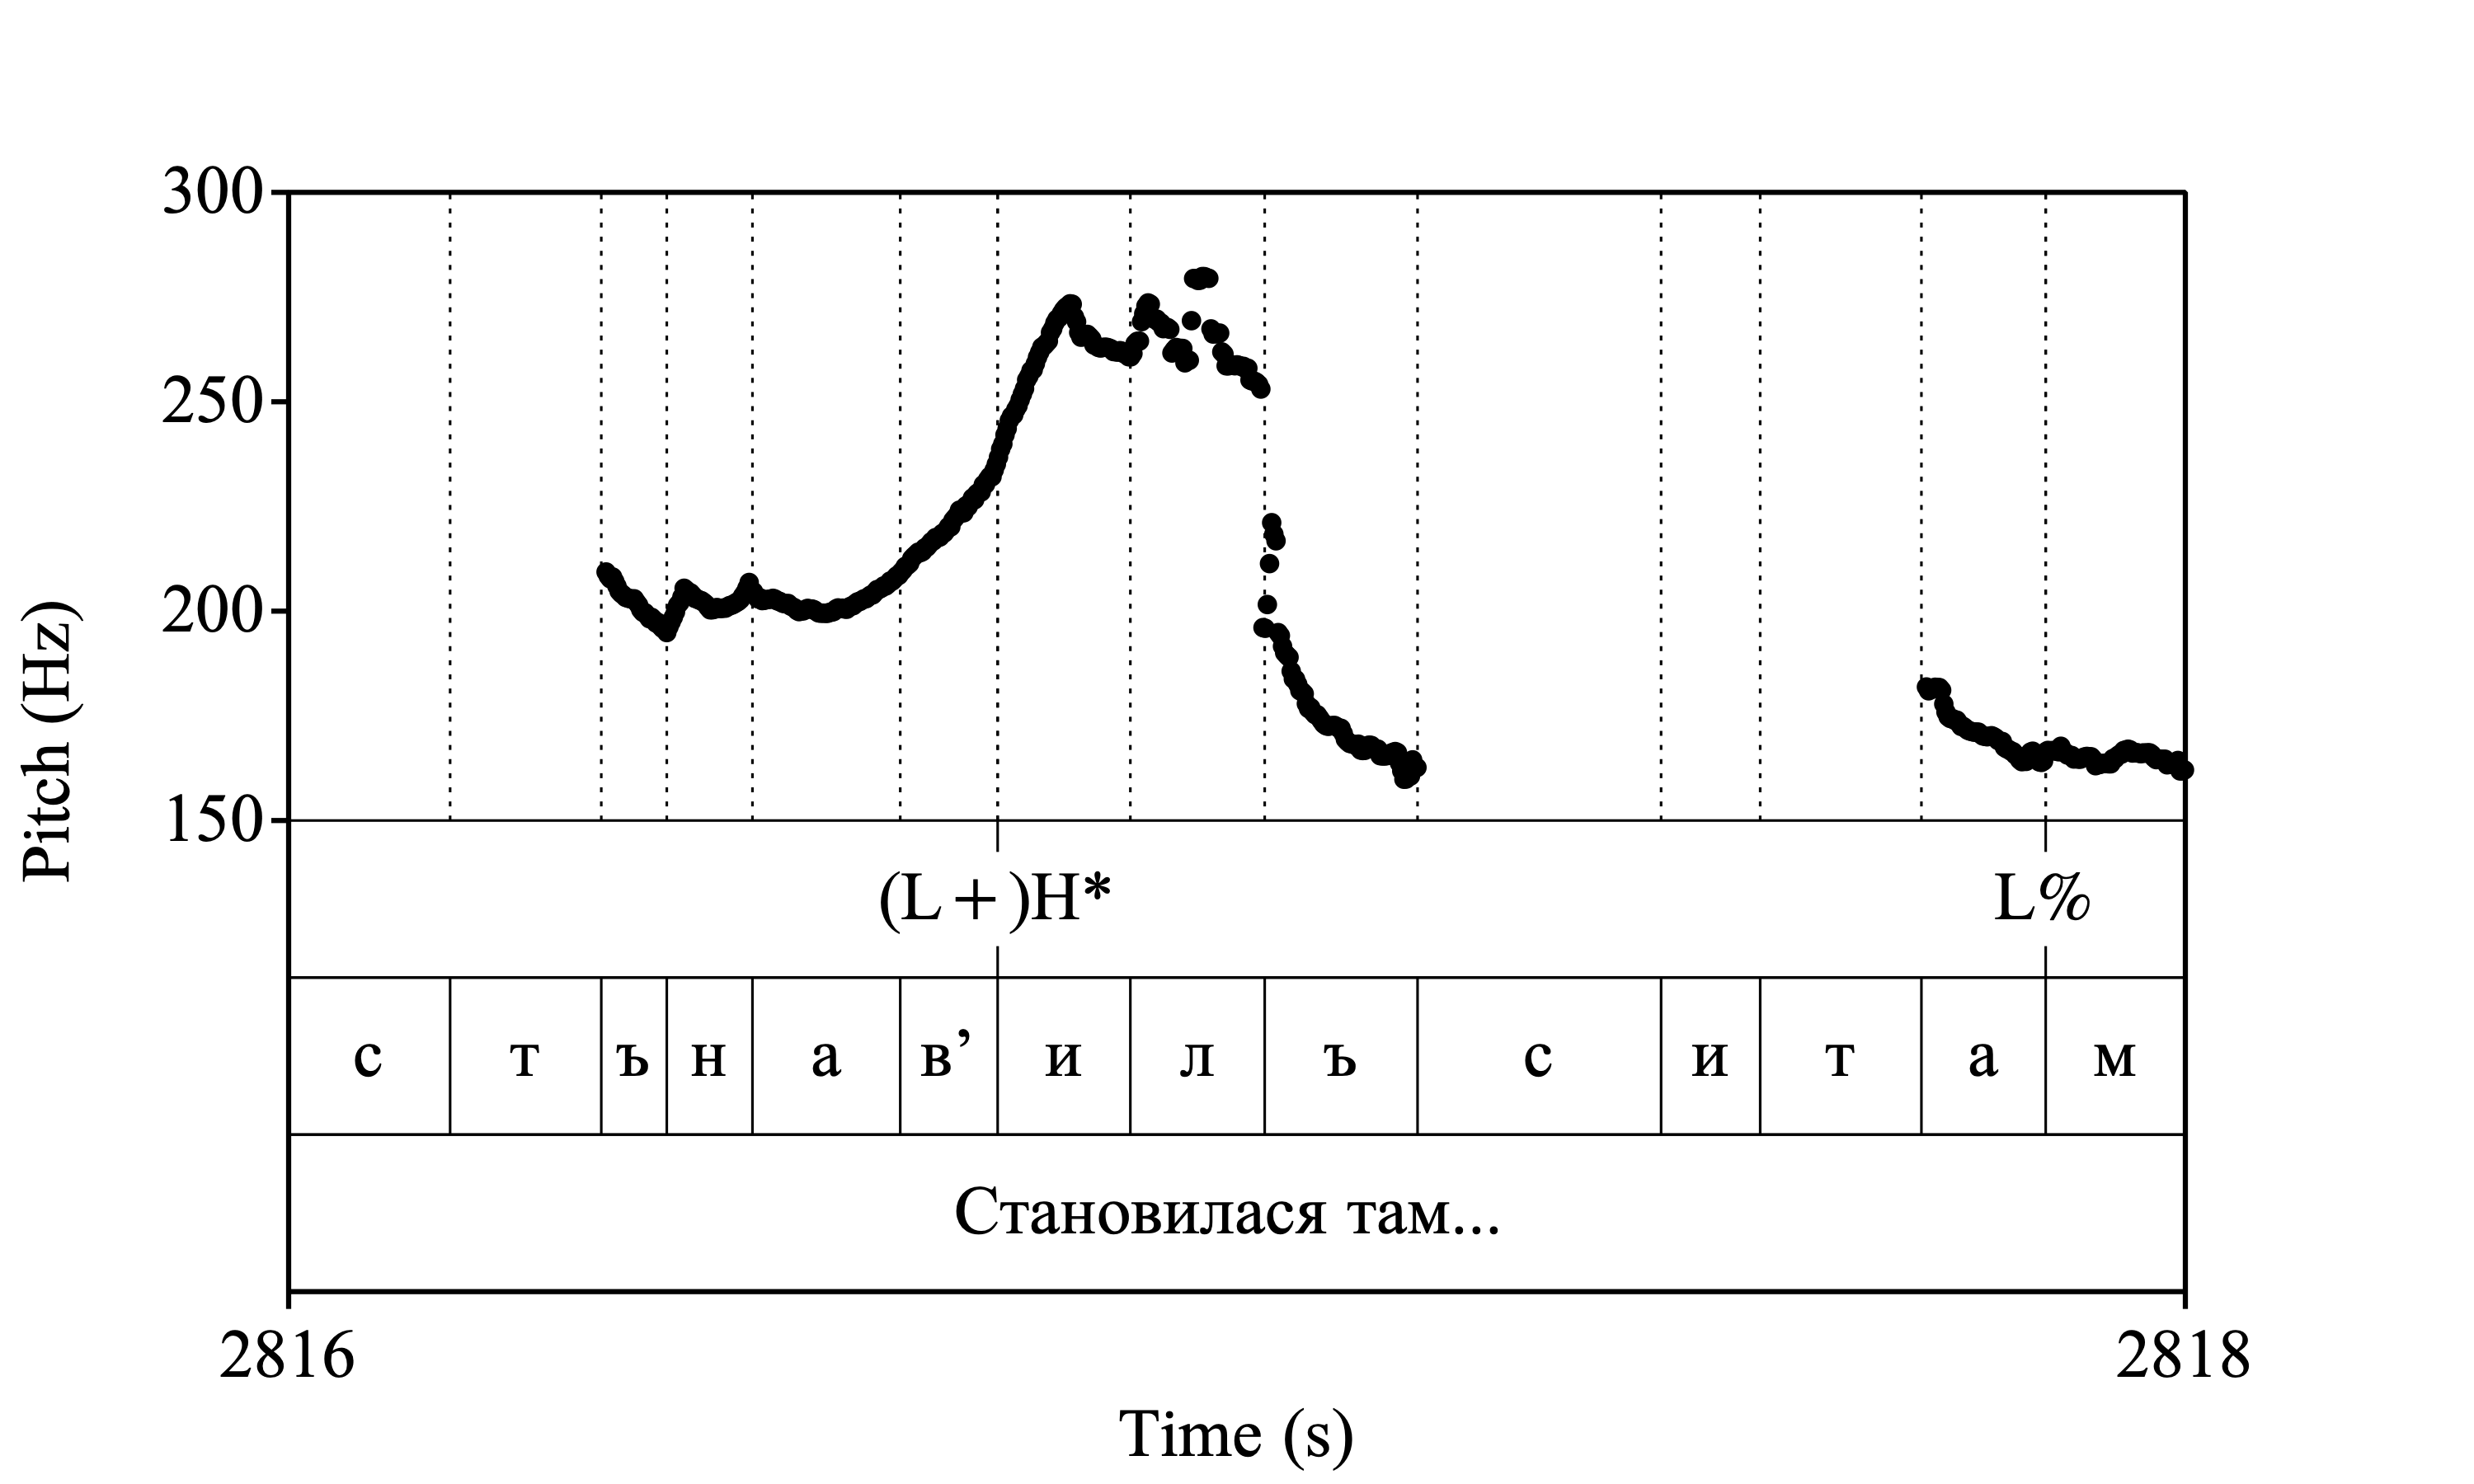 300
250
200
150
Pitch (Hz)
(L + )H* L%
с т ъ н а в’ и л ъ с и т а м
Становилася там...
2816 2818
Time (s)